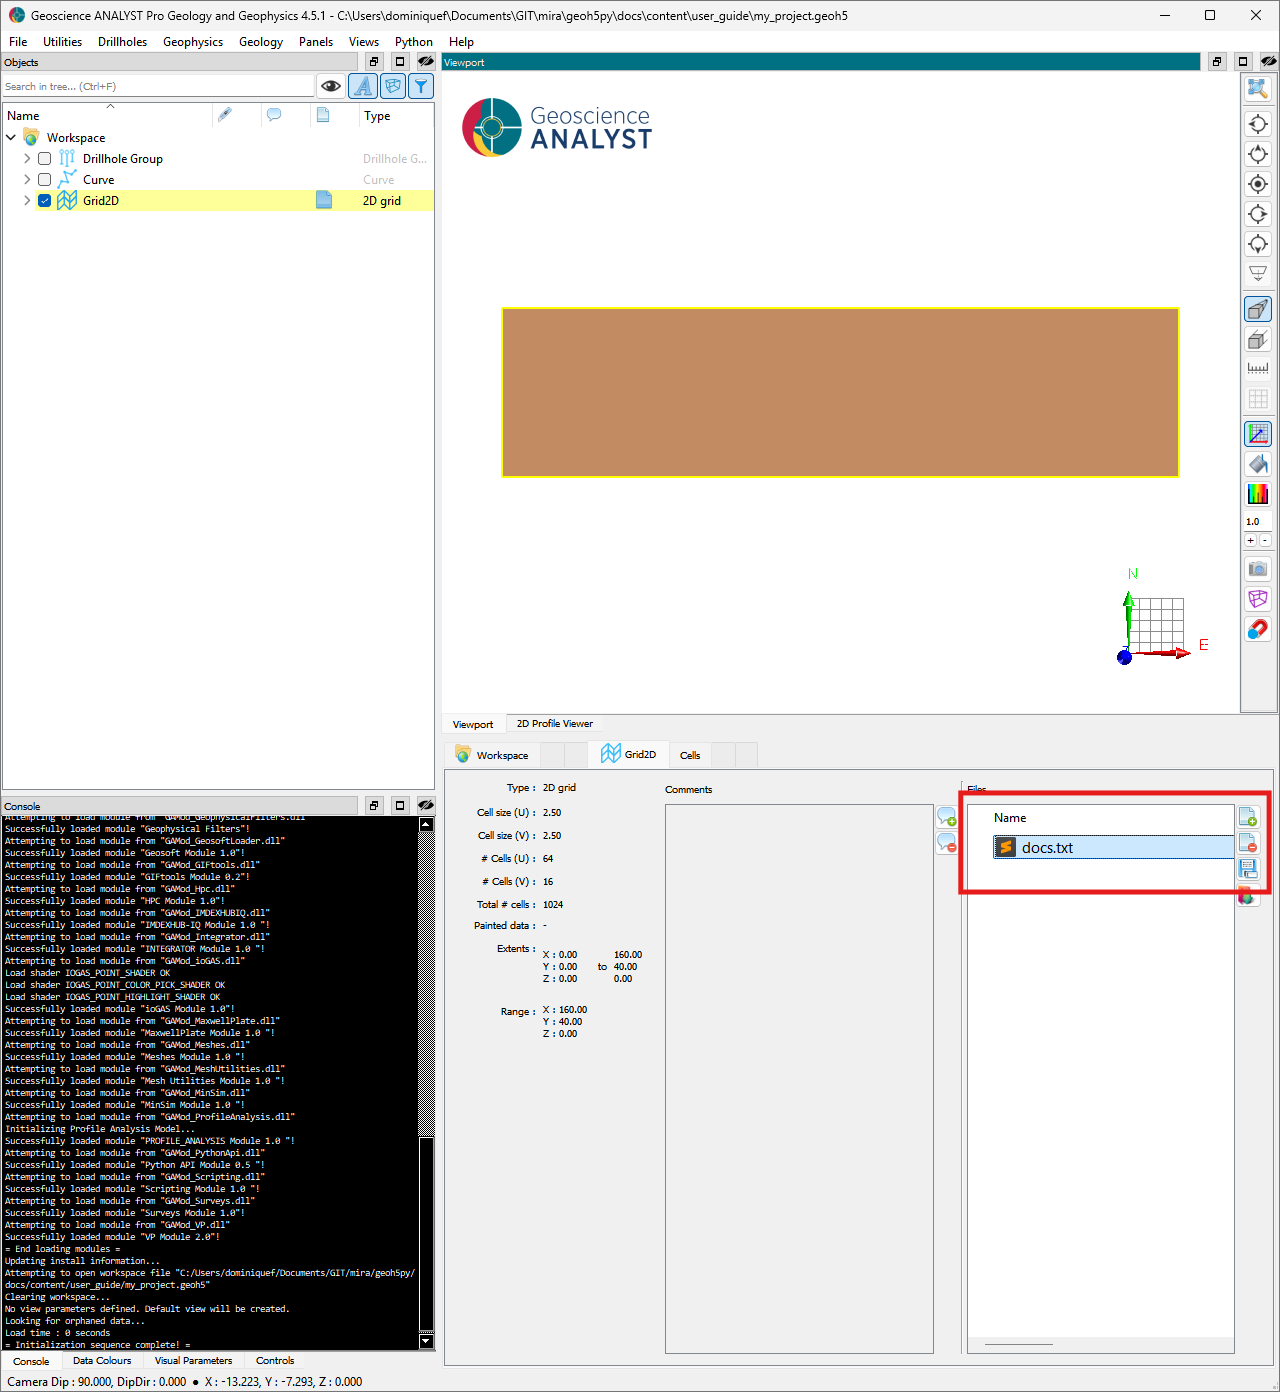 Geoscience ANALYST Pro Geology and Geophysics 4.5.1 - C:\Users\dominiquef\Documents\GIT\mira\geoh5py\docs\content\user_guide\my_project.geoh5
File Utilities Drillholes Geophysics Geology Panels Views Python Help
Objects
Search in tree... (Ctrl+F)
Name Type
Workspace
Drillhole Group Drillhole G...
Curve Curve
Grid2D 2D grid
Viewport
Geoscience
ANALYST
1.0
+ -
N
E
Z
Viewport 2D Profile Viewer
Workspace Grid2D Cells
Type : 2D grid
Cell size (U) : 2.50
Cell size (V) : 2.50
# Cells (U) : 64
# Cells (V) : 16
Total # cells : 1024
Painted data : -
Extents : X : 0.00 160.00
Y : 0.00 to 40.00
Z : 0.00 0.00
Range : X : 160.00
Y : 40.00
Z : 0.00
Comments
Files
Name
docs.txt
Console
Attempting to load module from "GAMod_GeophysicalFilters.dll"
Successfully loaded module "Geophysical Filters"!
Attempting to load module from "GAMod_GeosoftLoader.dll"
Successfully loaded module "Geosoft Module 1.0"!
Attempting to load module from "GAMod_GIFtools.dll"
Successfully loaded module "GIFtools Module 0.2"!
Attempting to load module from "GAMod_Hpc.dll"
Successfully loaded module "HPC Module 1.0"!
Attempting to load module from "GAMod_IMDEXHUBIQ.dll"
Successfully loaded module "IMDEXHUB-IQ Module 1.0 "!
Attempting to load module from "GAMod_Integrator.dll"
Successfully loaded module "INTEGRATOR Module 1.0 "!
Attempting to load module from "GAMod_ioGAS.dll"
Load shader IOGAS_POINT_SHADER OK
Load shader IOGAS_POINT_COLOR_PICK_SHADER OK
Load shader IOGAS_POINT_HIGHLIGHT_SHADER OK
Successfully loaded module "ioGAS Module 1.0"!
Attempting to load module from "GAMod_MaxwellPlate.dll"
Successfully loaded module "MaxwellPlate Module 1.0 "!
Attempting to load module from "GAMod_Meshes.dll"
Successfully loaded module "Meshes Module 1.0 "!
Attempting to load module from "GAMod_MeshUtilities.dll"
Successfully loaded module "Mesh Utilities Module 1.0 "!
Attempting to load module from "GAMod_MinSim.dll"
Successfully loaded module "MinSim Module 1.0 "!
Attempting to load module from "GAMod_ProfileAnalysis.dll"
Initializing Profile Analysis Model...
Successfully loaded module "PROFILE_ANALYSIS Module 1.0 "!
Attempting to load module from "GAMod_PythonApi.dll"
Successfully loaded module "Python API Module 0.5 "!
Attempting to load module from "GAMod_Scripting.dll"
Successfully loaded module "Scripting Module 1.0 "!
Attempting to load module from "GAMod_Surveys.dll"
Successfully loaded module "Surveys Module 1.0"!
Attempting to load module from "GAMod_VP.dll"
Successfully loaded module "VP Module 2.0"!
= End loading modules =
Updating install information...
Attempting to open workspace file "C:/Users/dominiquef/Documents/GIT/mira/geoh5py/
docs/content/user_guide/my_project.geoh5"
Clearing workspace...
No view parameters defined. Default view will be created.
Looking for orphaned data...
Load time : 0 seconds
= Initialization sequence complete! =
Console Data Colours Visual Parameters Controls
Camera Dip : 90.000, DipDir : 0.000 ● X : -13.223, Y : -7.293, Z : 0.000